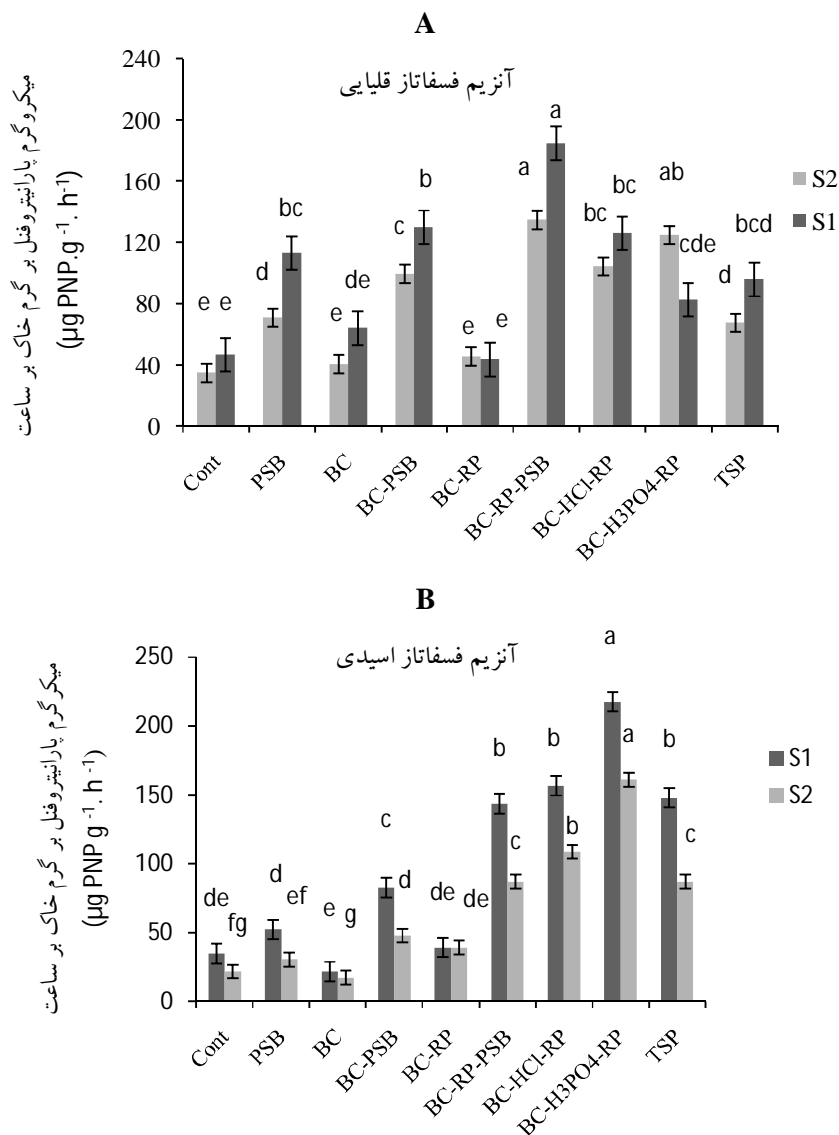 A
آنزیم فسفاتاز قلیایی
میکروگرم پارانیتروفنل بر گرم خاک بر ساعت
(µg PNP.g⁻¹. h⁻¹)
240
200
160
120
80
40
0
e e
d bc
e de
c b
e e
a a
bc bc
ab cde
d bcd
S2
S1
Cont
PSB
BC
BC-PSB
BC-RP
BC-RP-PSB
BC-HCl-RP
BC-H3PO4-RP
TSP
B
آنزیم فسفاتاز اسیدی
میکرگرم پارانیتروفنل بر گرم خاک بر ساعت
(µg PNP g⁻¹. h⁻¹)
250
200
150
100
50
0
de fg
d ef
e g
c d
de de
b c
b b
a a
b c
S1
S2
Cont
PSB
BC
BC-PSB
BC-RP
BC-RP-PSB
BC-HCl-RP
BC-H3PO4-RP
TSP